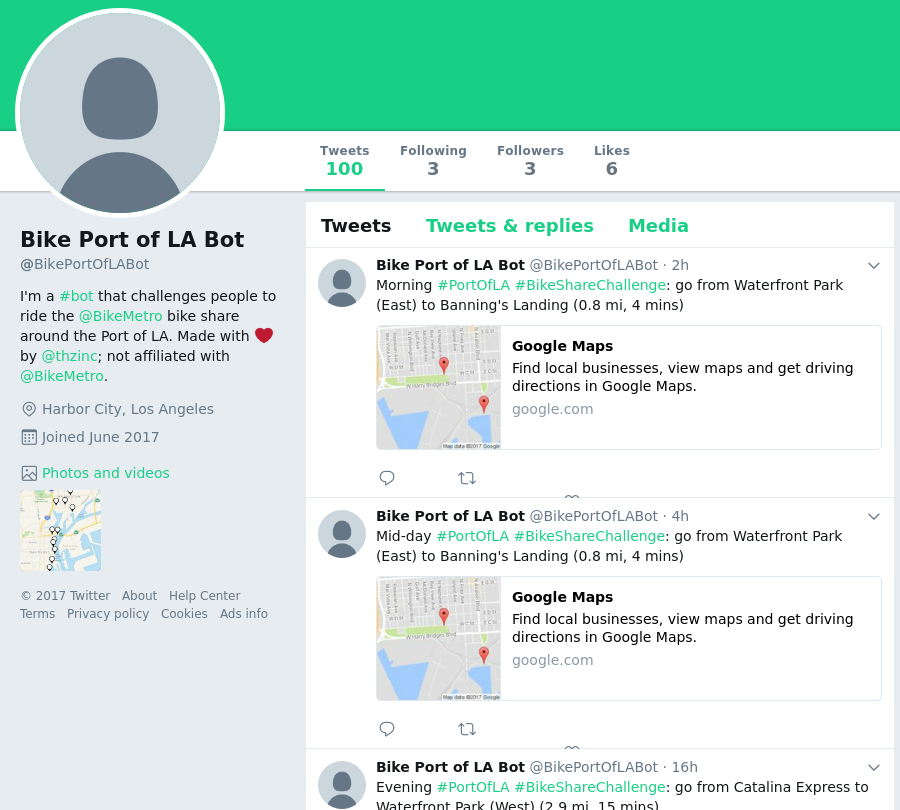 Tweets Following Followers Likes
100 3 3 6
Bike Port of LA Bot
@BikePortOfLABot
I'm a #bot that challenges people to
ride the @BikeMetro bike share
around the Port of LA. Made with ❤
by @thzinc; not affiliated with
@BikeMetro.
Harbor City, Los Angeles
Joined June 2017
Photos and videos
© 2017 Twitter About Help Center
Terms Privacy policy Cookies Ads info
Tweets Tweets & replies Media
Bike Port of LA Bot @BikePortOfLABot · 2h
Morning #PortOfLA #BikeShareChallenge: go from Waterfront Park
(East) to Banning's Landing (0.8 mi, 4 mins)
W Harry Bridges Blvd
Map data ©2017 Google
Google Maps
Find local businesses, view maps and get driving
directions in Google Maps.
google.com
Bike Port of LA Bot @BikePortOfLABot · 4h
Mid-day #PortOfLA #BikeShareChallenge: go from Waterfront Park
(East) to Banning's Landing (0.8 mi, 4 mins)
W Harry Bridges Blvd
Map data ©2017 Google
Google Maps
Find local businesses, view maps and get driving
directions in Google Maps.
google.com
Bike Port of LA Bot @BikePortOfLABot · 16h
Evening #PortOfLA #BikeShareChallenge: go from Catalina Express to
Waterfront Park (West) (2.9 mi, 15 mins)